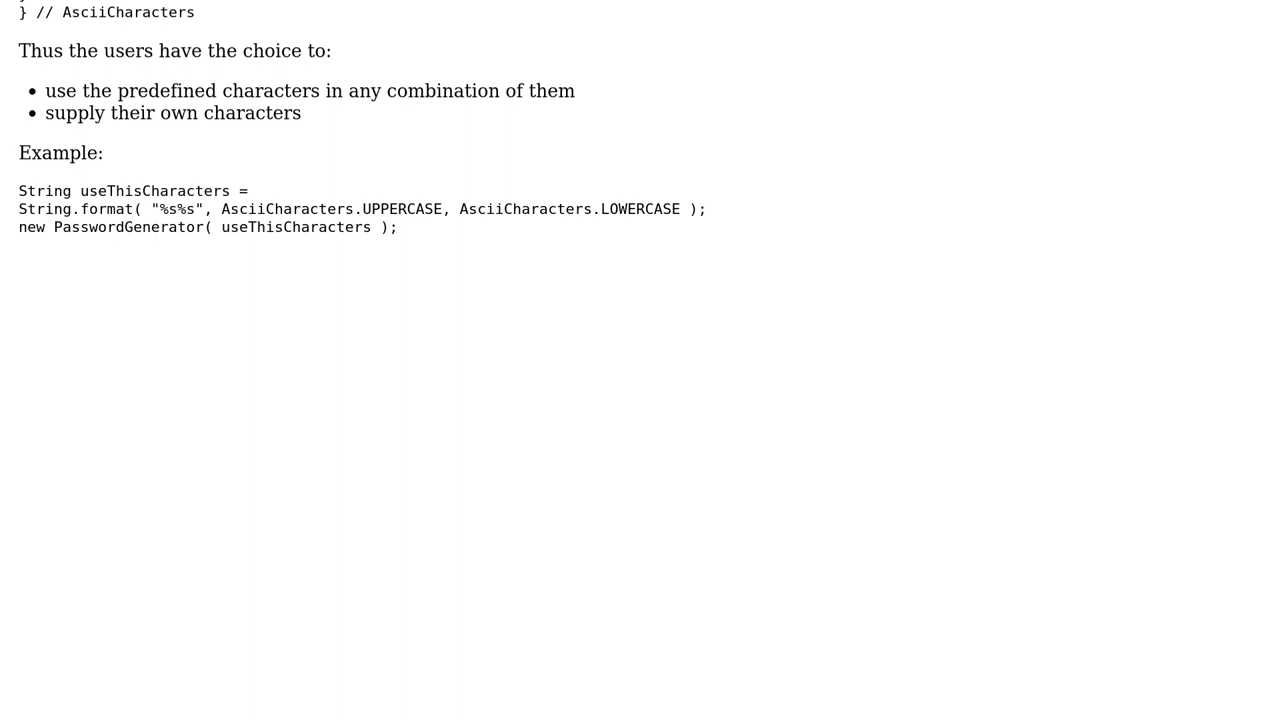 } // AsciiCharacters
Thus the users have the choice to:
• use the predefined characters in any combination of them
• supply their own characters
Example:
String useThisCharacters =
String.format( "%s%s", AsciiCharacters.UPPERCASE, AsciiCharacters.LOWERCASE );
new PasswordGenerator( useThisCharacters );